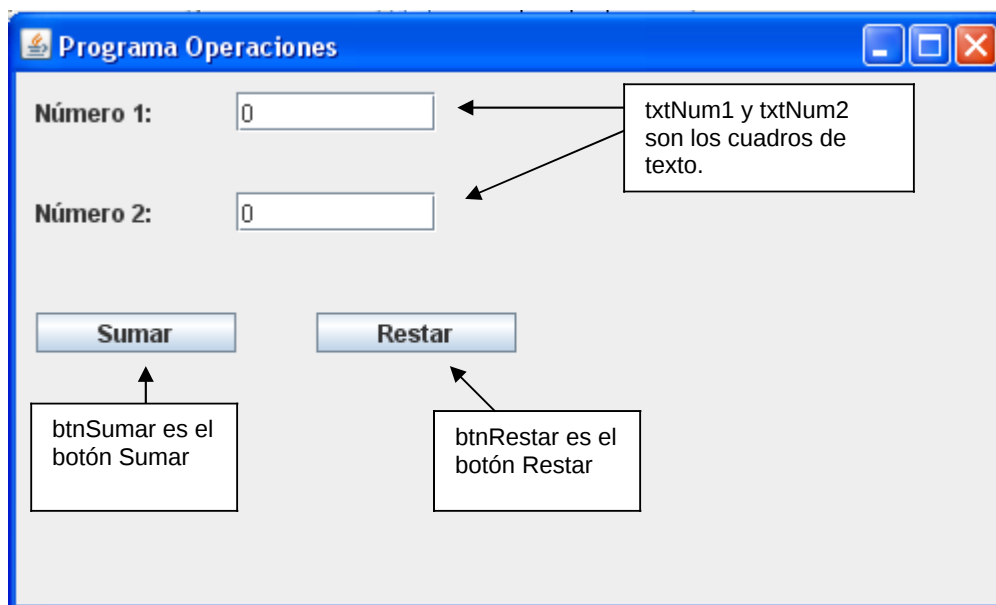 Programa Operaciones
Número 1:
0
txtNum1 y txtNum2
son los cuadros de
texto.
Número 2:
0
Sumar
Restar
btnSumar es el
botón Sumar
btnRestar es el
botón Restar